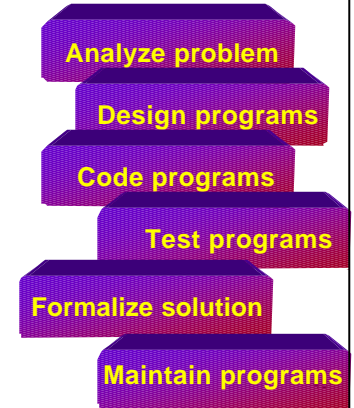 Analyze problem
Design programs
Code programs
Test programs
Formalize solution
Maintain programs